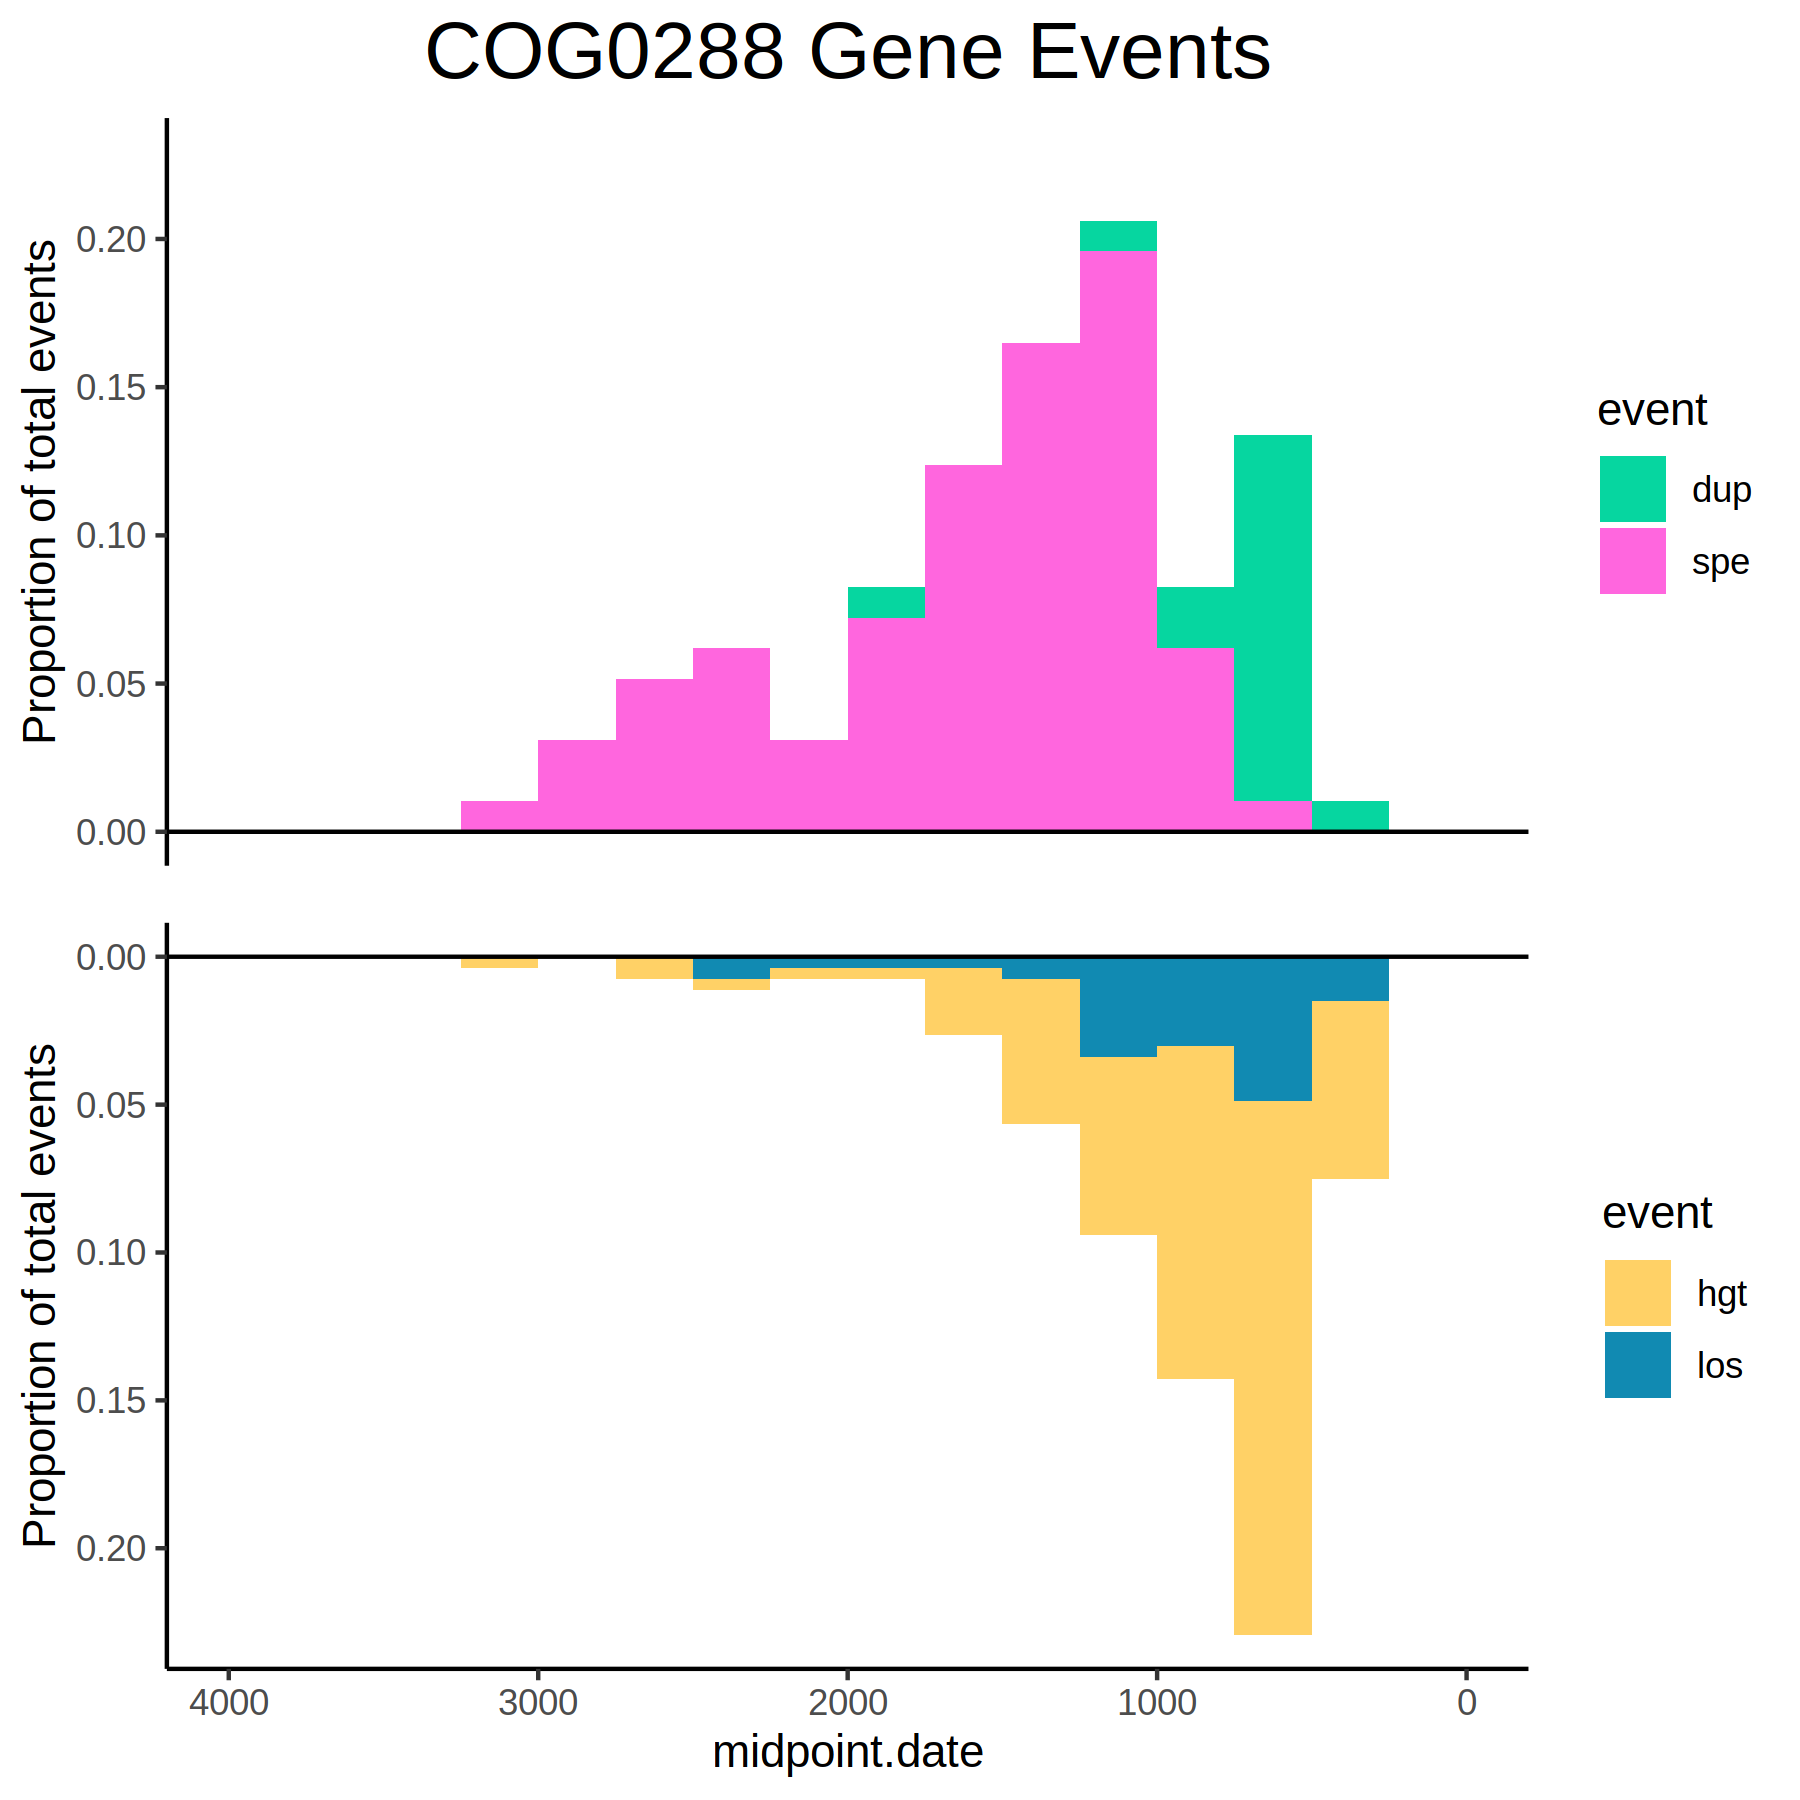 COG0288 Gene Events
Proportion of total events
0.20
0.15
0.10
0.05
0.00
event
dup
spe
Proportion of total events
0.00
0.05
0.10
0.15
0.20
event
hgt
los
4000 3000 2000 1000 0
midpoint.date